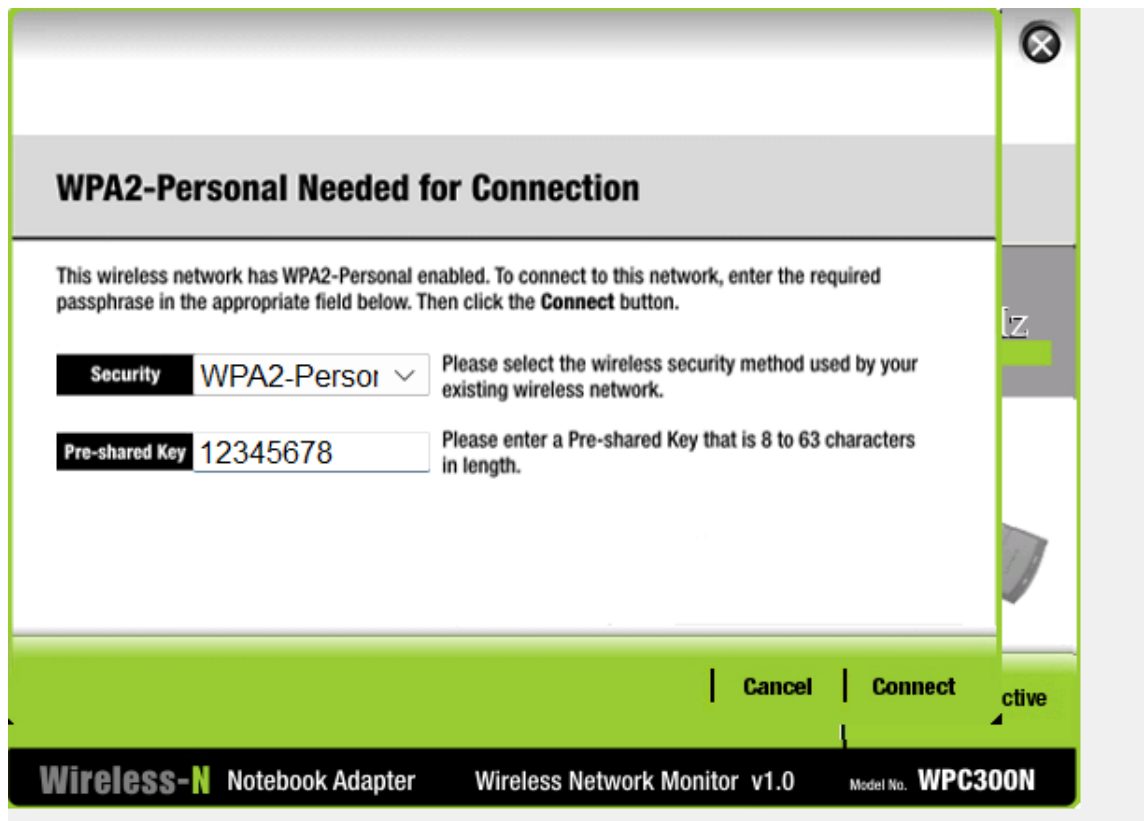 WPA2-Personal Needed for Connection
This wireless network has WPA2-Personal enabled. To connect to this network, enter the required
passphrase in the appropriate field below. Then click the Connect button.
Security WPA2-Persor
Please select the wireless security method used by your
existing wireless network.
Pre-shared Key 12345678
Please enter a Pre-shared Key that is 8 to 63 characters
in length.
Cancel Connect
ctive
Wireless-N Notebook Adapter Wireless Network Monitor v1.0 Model No. WPC300N